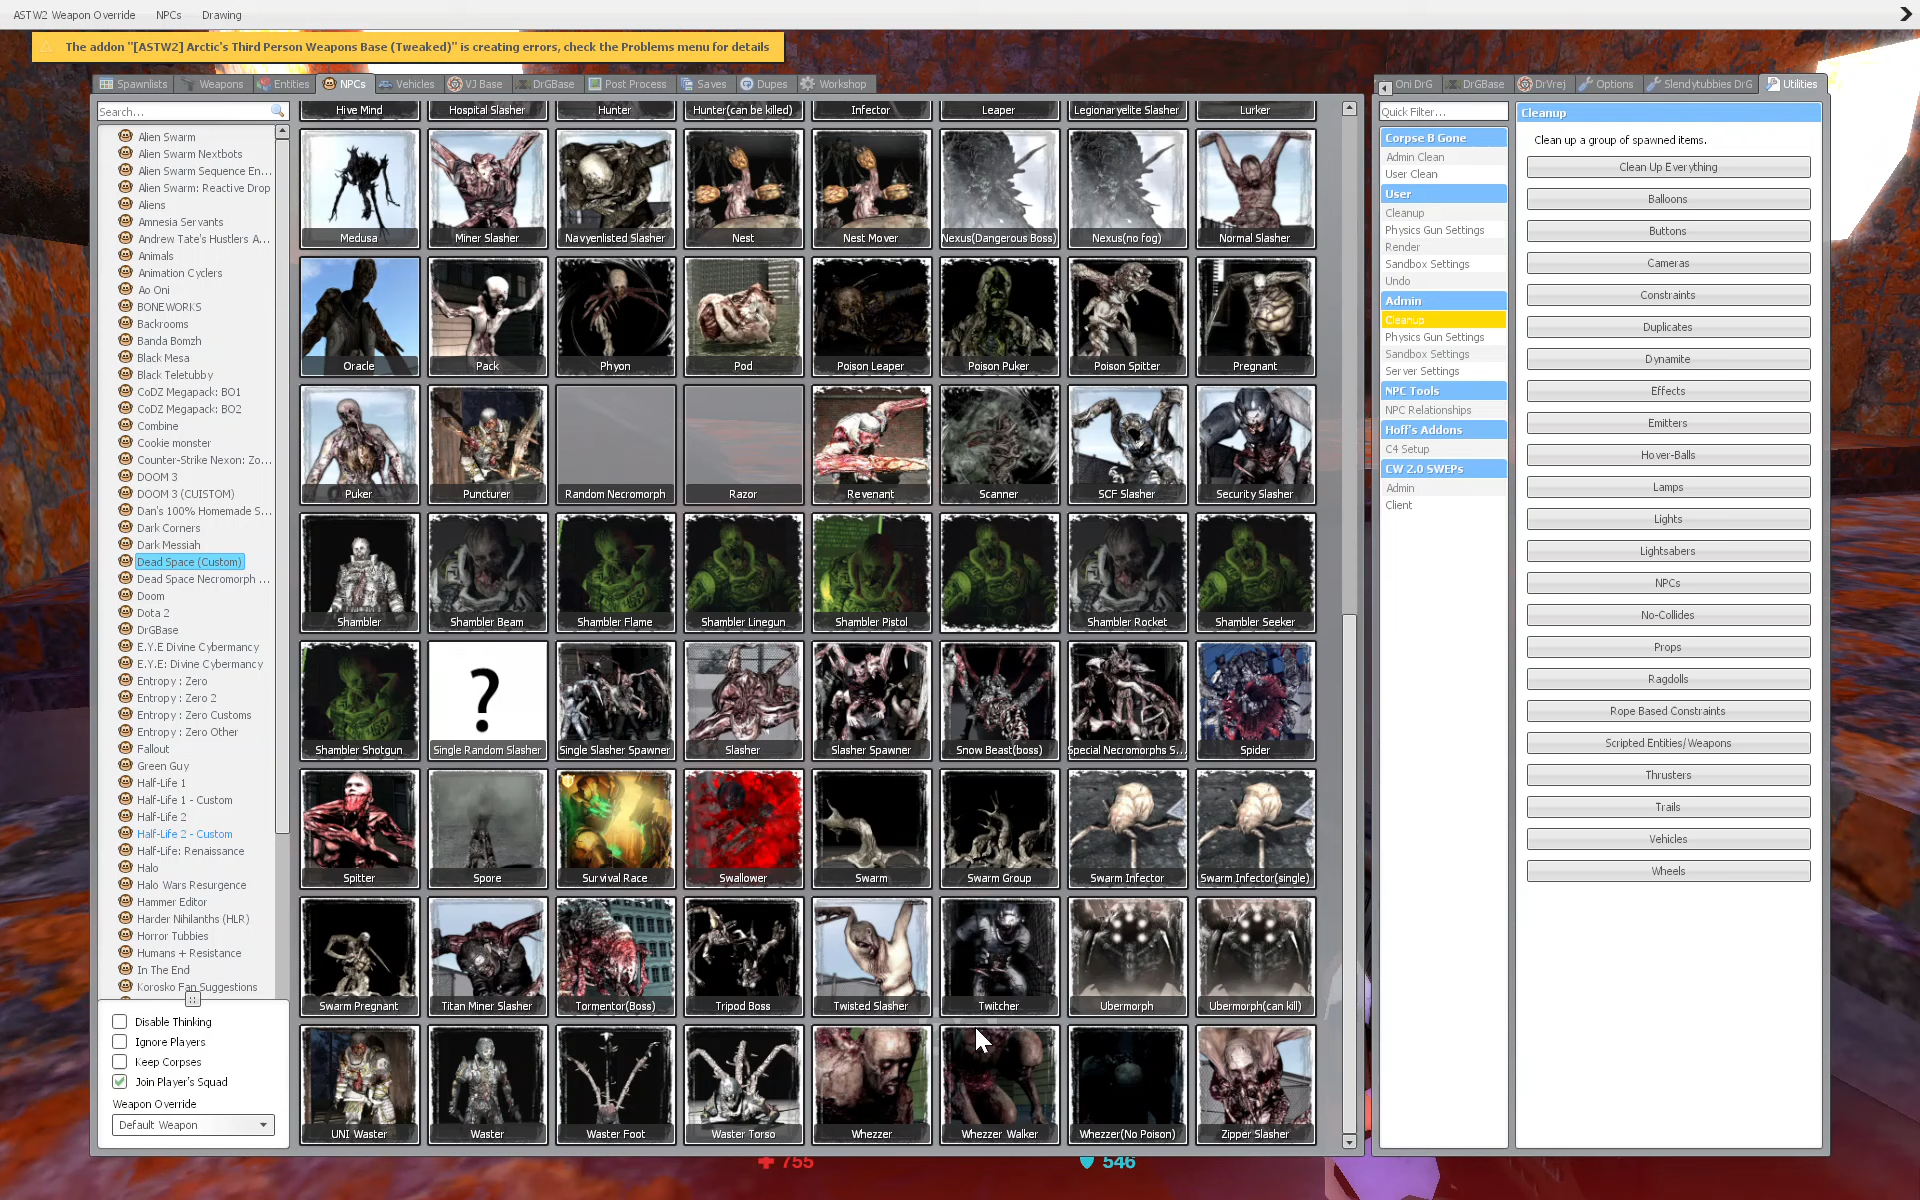 ASTW2 Weapon Override NPCs Drawing
The addon "[ASTW2] Arctic's Third Person Weapons Base (Tweaked)" is creating errors, check the Problems menu for details
Spawnlists Weapons Entities NPCs Vehicles VJ Base DrGBase Post Process Saves Dupes Workshop
Search...
Alien Swarm
Alien Swarm Nextbots
Alien Swarm Sequence En...
Alien Swarm: Reactive Drop
Aliens
Amnesia Servants
Andrew Tate's Hustlers A...
Animals
Animation Cyclers
Ao Oni
BONEWORKS
Backrooms
Banda Bomzh
Black Mesa
Black Teletubby
CoDZ Megapack: BO1
CoDZ Megapack: BO2
Combine
Cookie monster
Counter-Strike Nexon: Zo...
DOOM 3
DOOM 3 (CUISTOM)
Dan's 100% Homemade S...
Dark Corners
Dark Messiah
Dead Space (Custom)
Dead Space Necromorph ...
Doom
Dota 2
DrGBase
E.Y.E Divine Cybermancy
E.Y.E: Divine Cybermancy
Entropy : Zero
Entropy : Zero 2
Entropy : Zero Customs
Entropy : Zero Other
Fallout
Green Guy
Half-Life 1
Half-Life 1 - Custom
Half-Life 2
Half-Life 2 - Custom
Half-Life: Renaissance
Halo
Halo Wars Resurgence
Hammer Editor
Harder Nihilanths (HLR)
Horror Tubbies
Humans + Resistance
In The End
Korosko Fan Suggestions
Disable Thinking
Ignore Players
Keep Corpses
Join Player's Squad
Weapon Override
Default Weapon
Hive Mind Hospital Slasher Hunter Hunter(can be killed) Infector Leaper Legionaryelite Slasher Lurker
Medusa Miner Slasher Navyenlisted Slasher Nest Nest Mover Nexus(Dangerous Boss) Nexus(no fog) Normal Slasher
Oracle Pack Phyon Pod Poison Leaper Poison Puker Poison Spitter Pregnant
Puker Puncturer Random Necromorph Razor Revenant Scanner SCF Slasher Security Slasher
Shambler Shambler Beam Shambler Flame Shambler Linegun Shambler Pistol Shambler Rocket Shambler Seeker
Shambler Shotgun Single Random Slasher Single Slasher Spawner Slasher Slasher Spawner Snow Beast(boss) Special Necromorphs S... Spider
Spitter Spore Survival Race Swallower Swarm Swarm Group Swarm Infector Swarm Infector(single)
Swarm Pregnant Titan Miner Slasher Tormentor(Boss) Tripod Boss Twisted Slasher Twitcher Ubermorph Ubermorph(can kill)
UNI Waster Waster Waster Foot Waster Torso Whezzer Whezzer Walker Whezzer(No Poison) Zipper Slasher
755 546
Oni DrG DrGBase DrVrej Options Slendytubbies DrG Utilities
Quick Filter...
Corpse B Gone
Admin Clean
User Clean
User
Cleanup
Physics Gun Settings
Render
Sandbox Settings
Undo
Admin
Cleanup
Physics Gun Settings
Sandbox Settings
Server Settings
NPC Tools
NPC Relationships
Hoff's Addons
C4 Setup
CW 2.0 SWEPs
Admin
Client
Cleanup
Clean up a group of spawned items.
Clean Up Everything
Balloons
Buttons
Cameras
Constraints
Duplicates
Dynamite
Effects
Emitters
Hover-Balls
Lamps
Lights
Lightsabers
NPCs
No-Collides
Props
Ragdolls
Rope Based Constraints
Scripted Entities/Weapons
Thrusters
Trails
Vehicles
Wheels